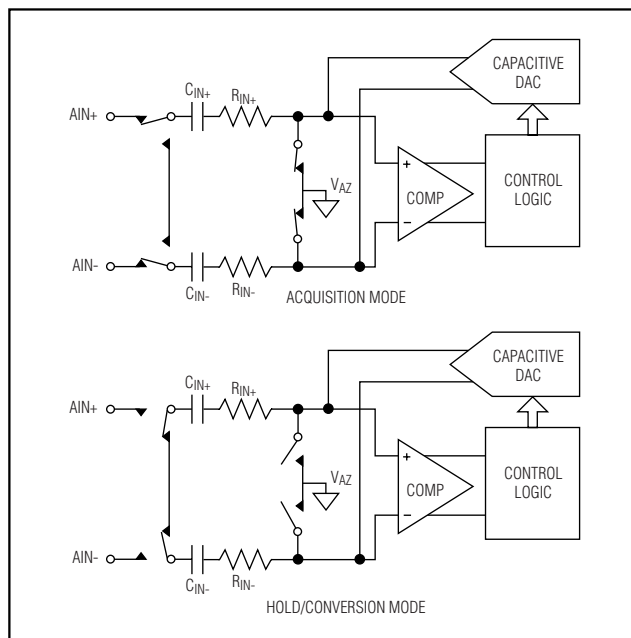 CAPACITIVE
DAC
CIN+
RIN+
AIN+
VAZ
+
COMP
−
CONTROL
LOGIC
AIN-
CIN-
RIN-
ACQUISITION MODE
CAPACITIVE
DAC
CIN+
RIN+
AIN+
VAZ
+
COMP
−
CONTROL
LOGIC
AIN-
CIN-
RIN-
HOLD/CONVERSION MODE